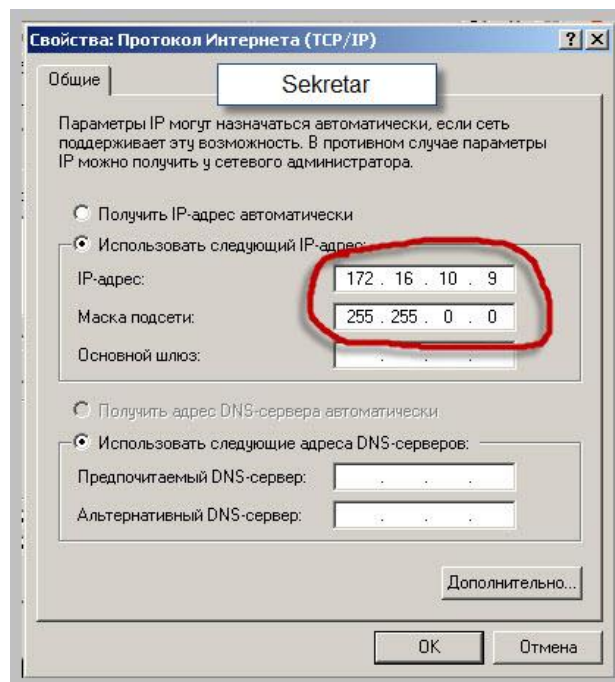 Свойства: Протокол Интернета (TCP/IP)
Общие
Sekretar
Параметры IP могут назначаться автоматически, если сеть
поддерживает эту возможность. В противном случае параметры
IP можно получить у сетевого администратора.
Получить IP-адрес автоматически
Использовать следующий IP-адрес:
IP-адрес: 172 . 16 . 10 . 9
Маска подсети: 255 . 255 . 0 . 0
Основной шлюз: . . .
Получить адрес DNS-сервера автоматически
Использовать следующие адреса DNS-серверов:
Предпочитаемый DNS-сервер: . . .
Альтернативный DNS-сервер: . . .
Дополнительно...
OK Отмена